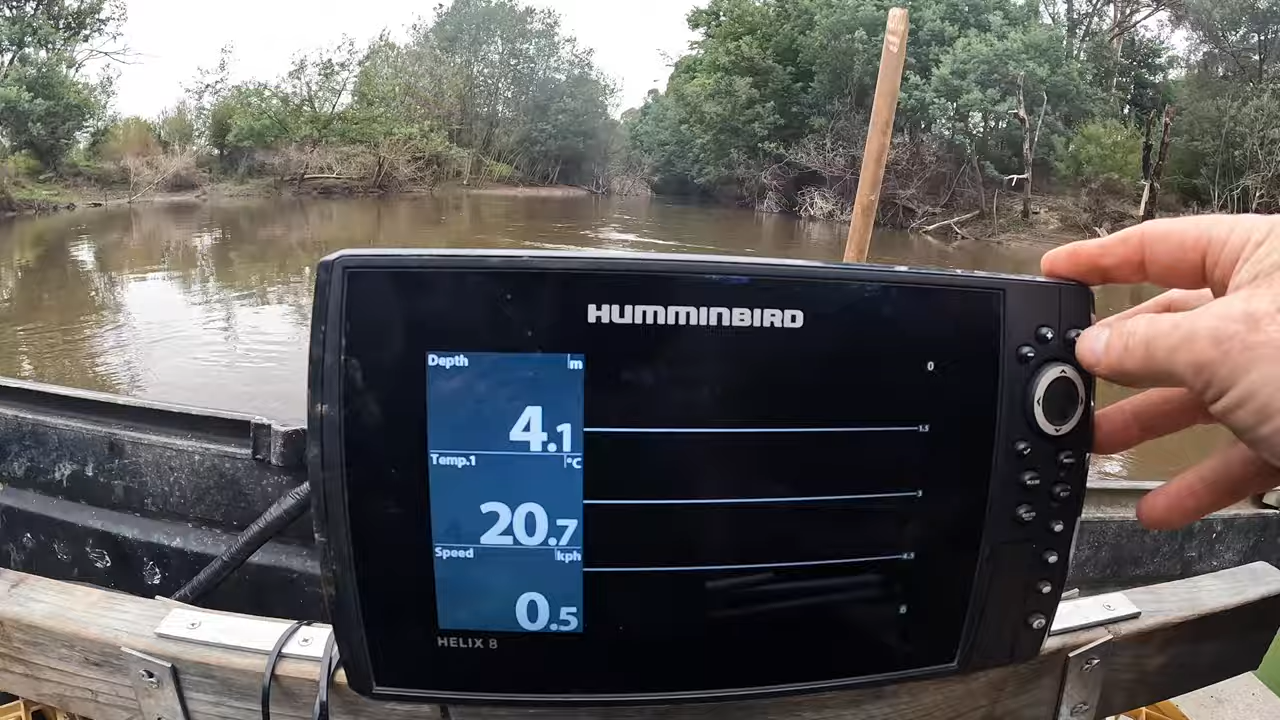 HUMMINBIRD
Depth m
0
4.1
1.5
Temp.1 °C
3
20.7
Speed kph
4.5
0.5
6
HELIX 8